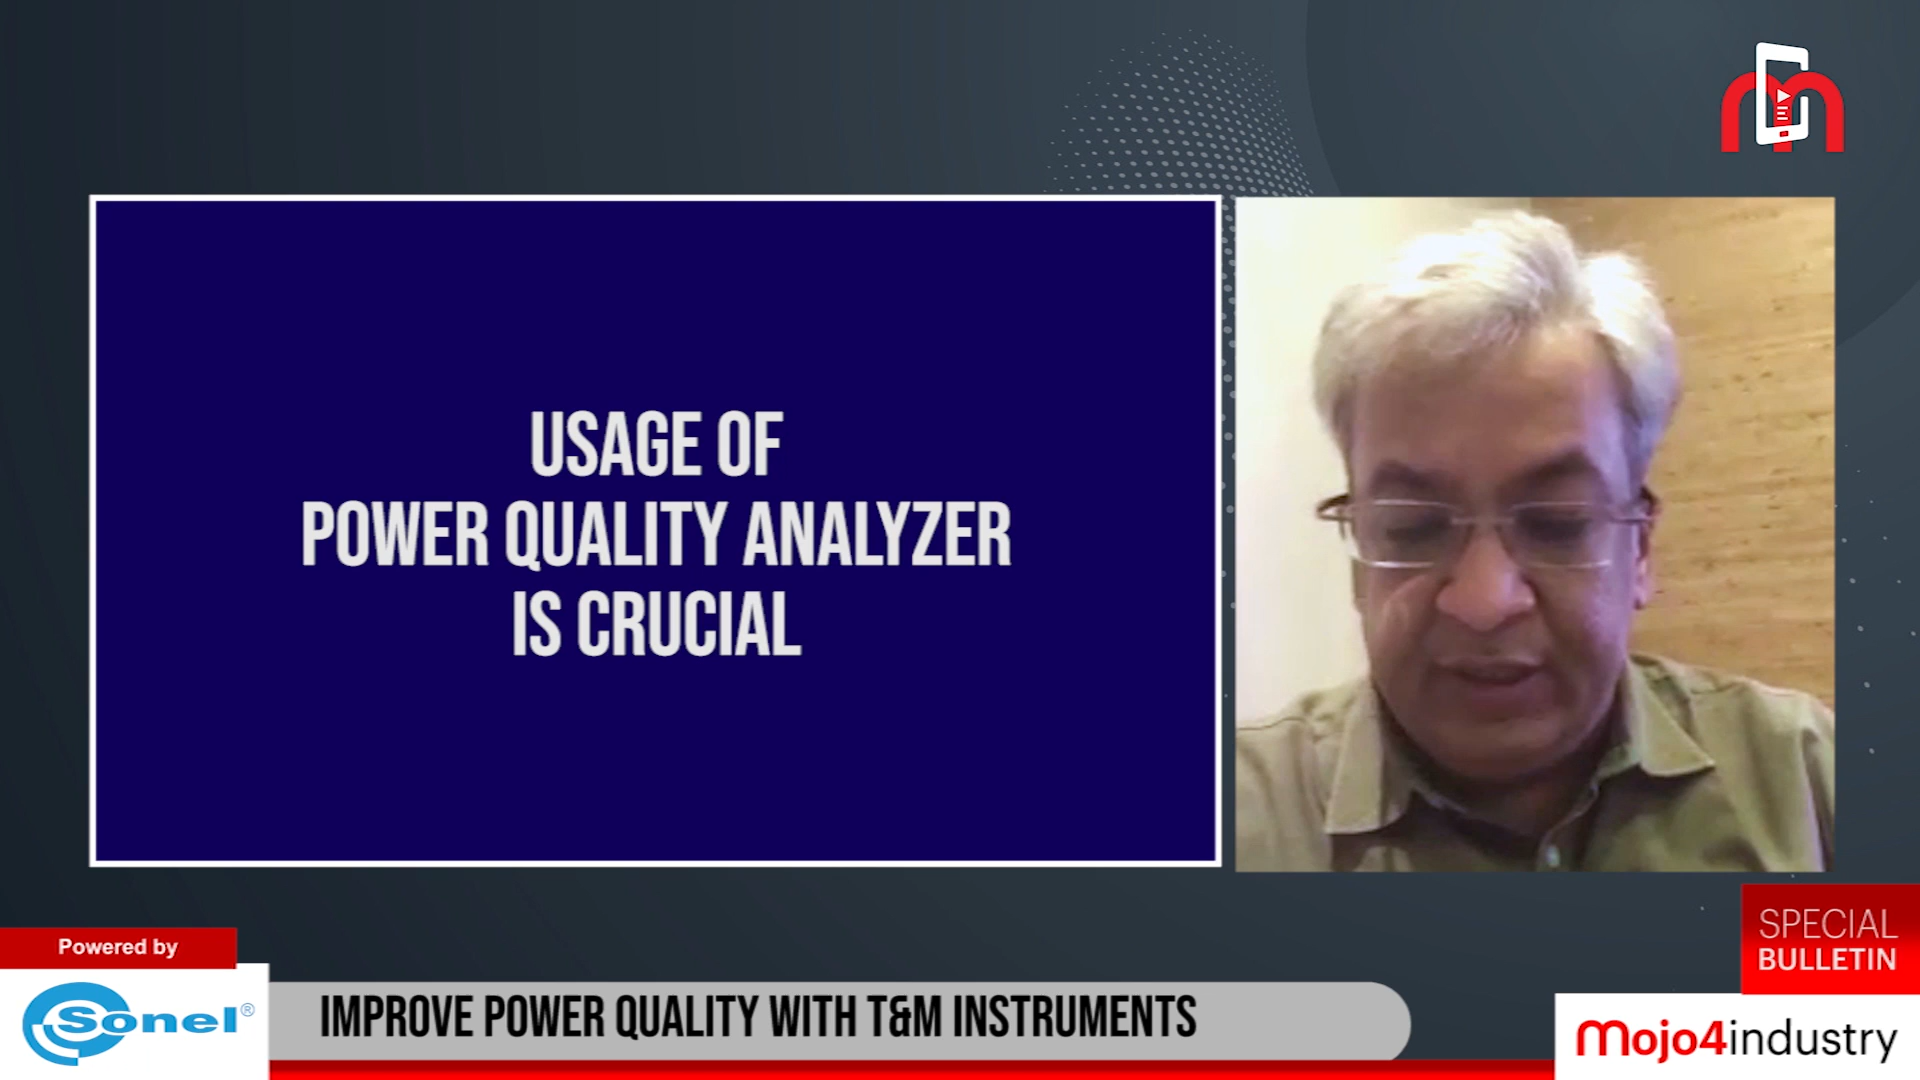 USAGE OF
POWER QUALITY ANALYZER
IS CRUCIAL
SPECIAL
BULLETIN
Powered by
Sonel®
IMPROVE POWER QUALITY WITH T&M INSTRUMENTS
Mojo4industry